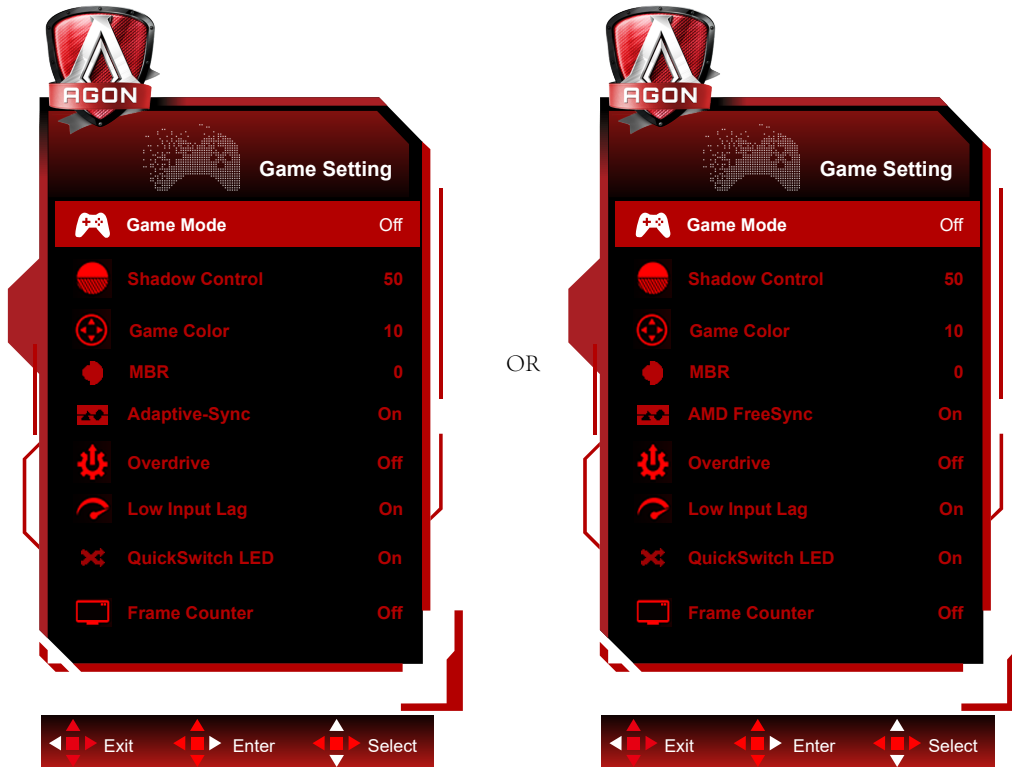 AGON
Game Setting
Game Mode Off
Shadow Control 50
Game Color 10
MBR 0
Adaptive-Sync On
Overdrive Off
Low Input Lag On
QuickSwitch LED On
Frame Counter Off
Exit Enter Select
OR
AGON
Game Setting
Game Mode Off
Shadow Control 50
Game Color 10
MBR 0
AMD FreeSync On
Overdrive Off
Low Input Lag On
QuickSwitch LED On
Frame Counter Off
Exit Enter Select